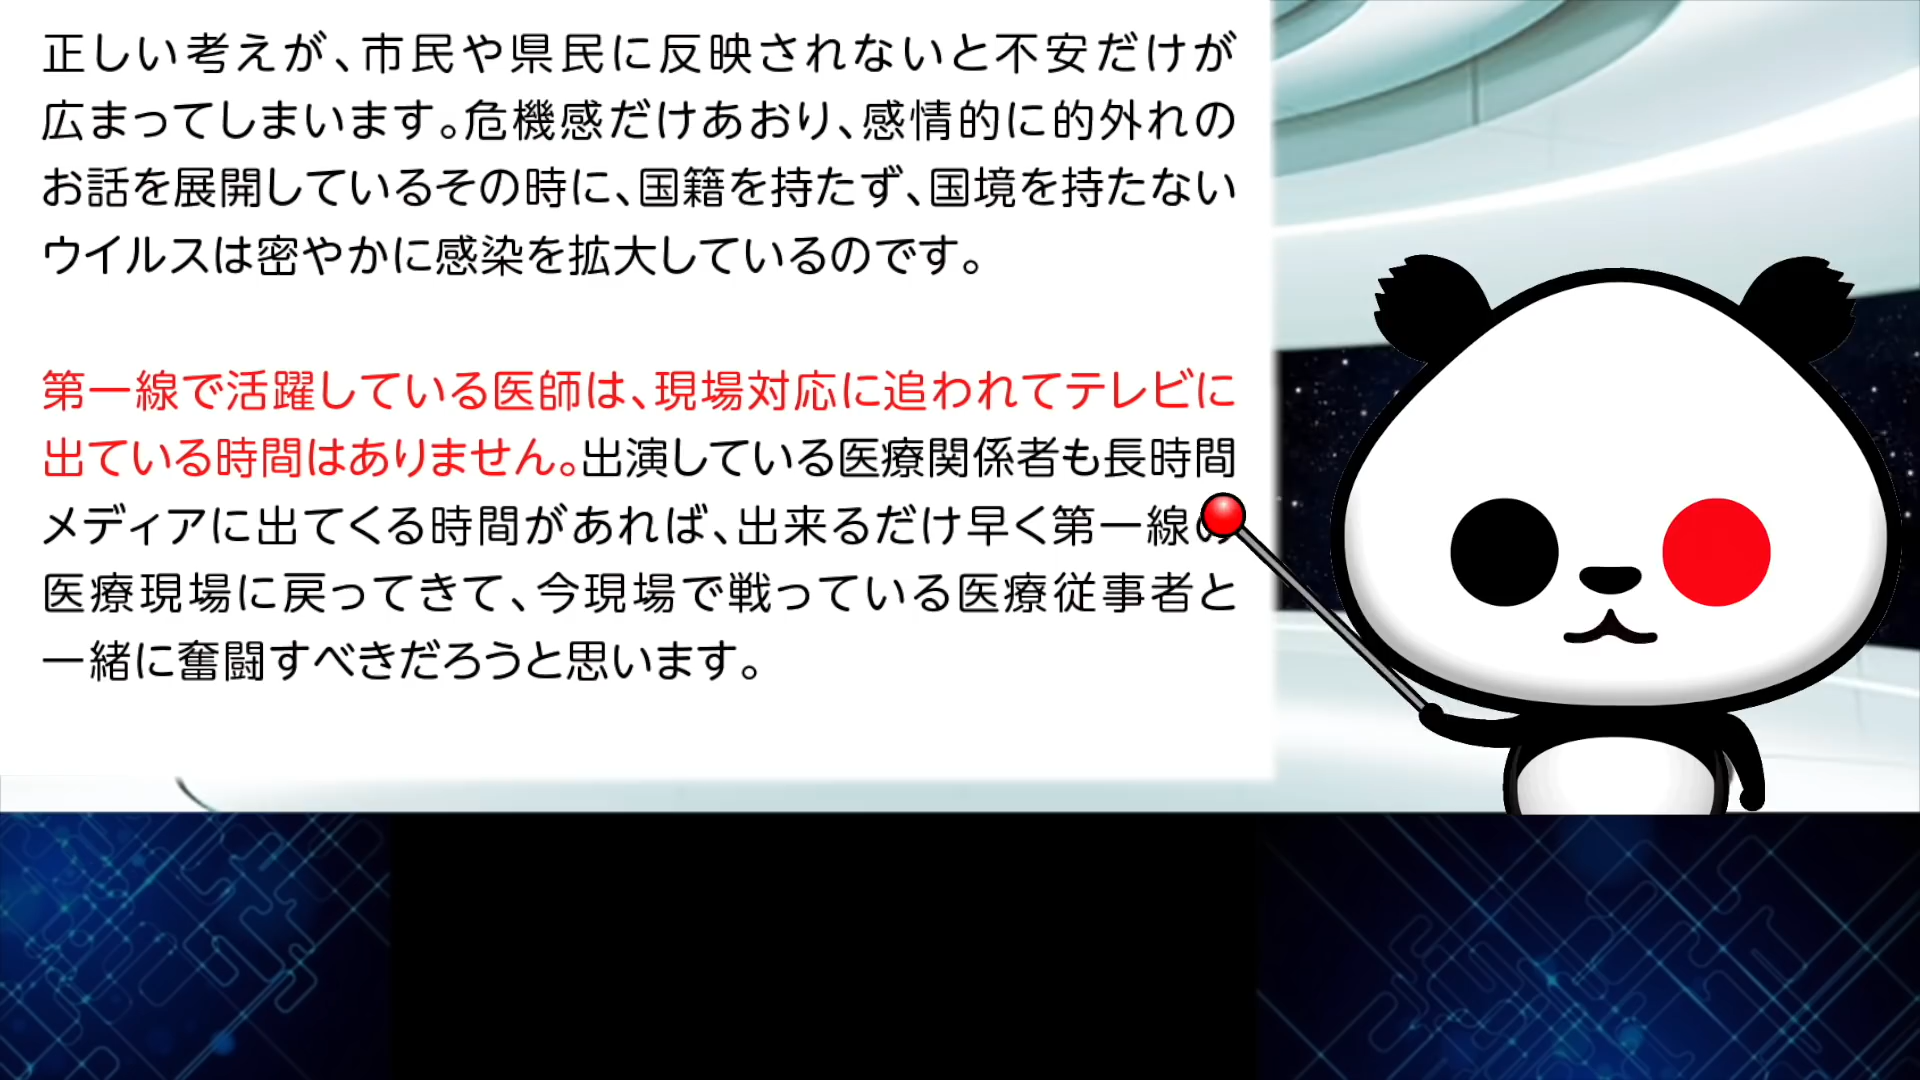 正しい考えが、市民や県民に反映されないと不安だけが
広まってしまいます。危機感だけあおり、感情的に的外れの
お話を展開しているその時に、国籍を持たず、国境を持たない
ウイルスは密やかに感染を拡大しているのです。
第一線で活躍している医師は、現場対応に追われてテレビに
出ている時間はありません。出演している医療関係者も長時間
メディアに出てくる時間があれば、出来るだけ早く第一線の
医療現場に戻ってきて、今現場で戦っている医療従事者と
一緒に奮闘すべきだろうと思います。